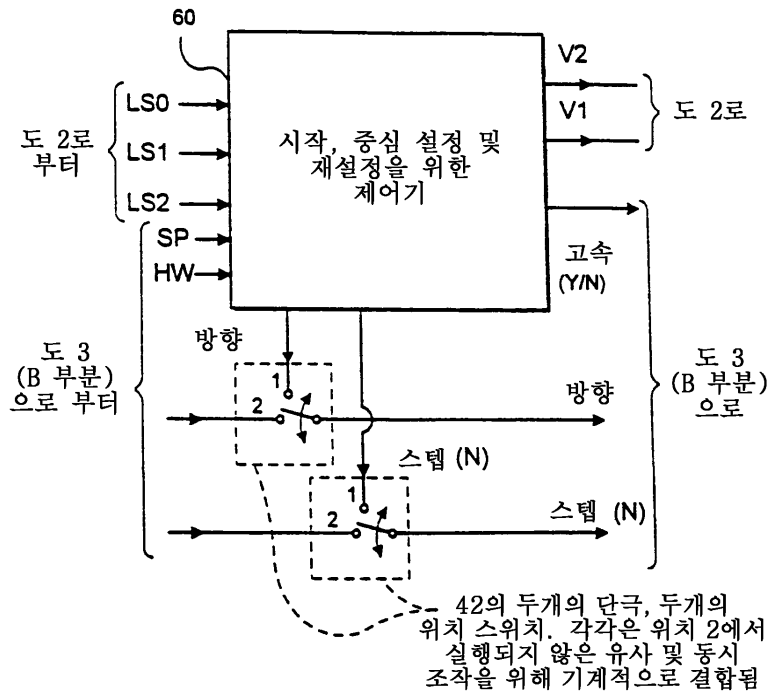 60
V2
LS0
V1
도 2로
부터
LS1
시작, 중심 설정 및
재설정을 위한
제어기
도 2로
LS2
SP
HW
고속
(Y/N)
도 3
(B 부분)
으로 부터
방향
1
2
방향
도 3
(B 부분)
으로
스텝 (N)
1
2
스텝 (N)
42의 두개의 단극, 두개의
위치 스위치. 각각은 위치 2에서
실행되지 않은 유사 및 동시
조작을 위해 기계적으로 결합됨